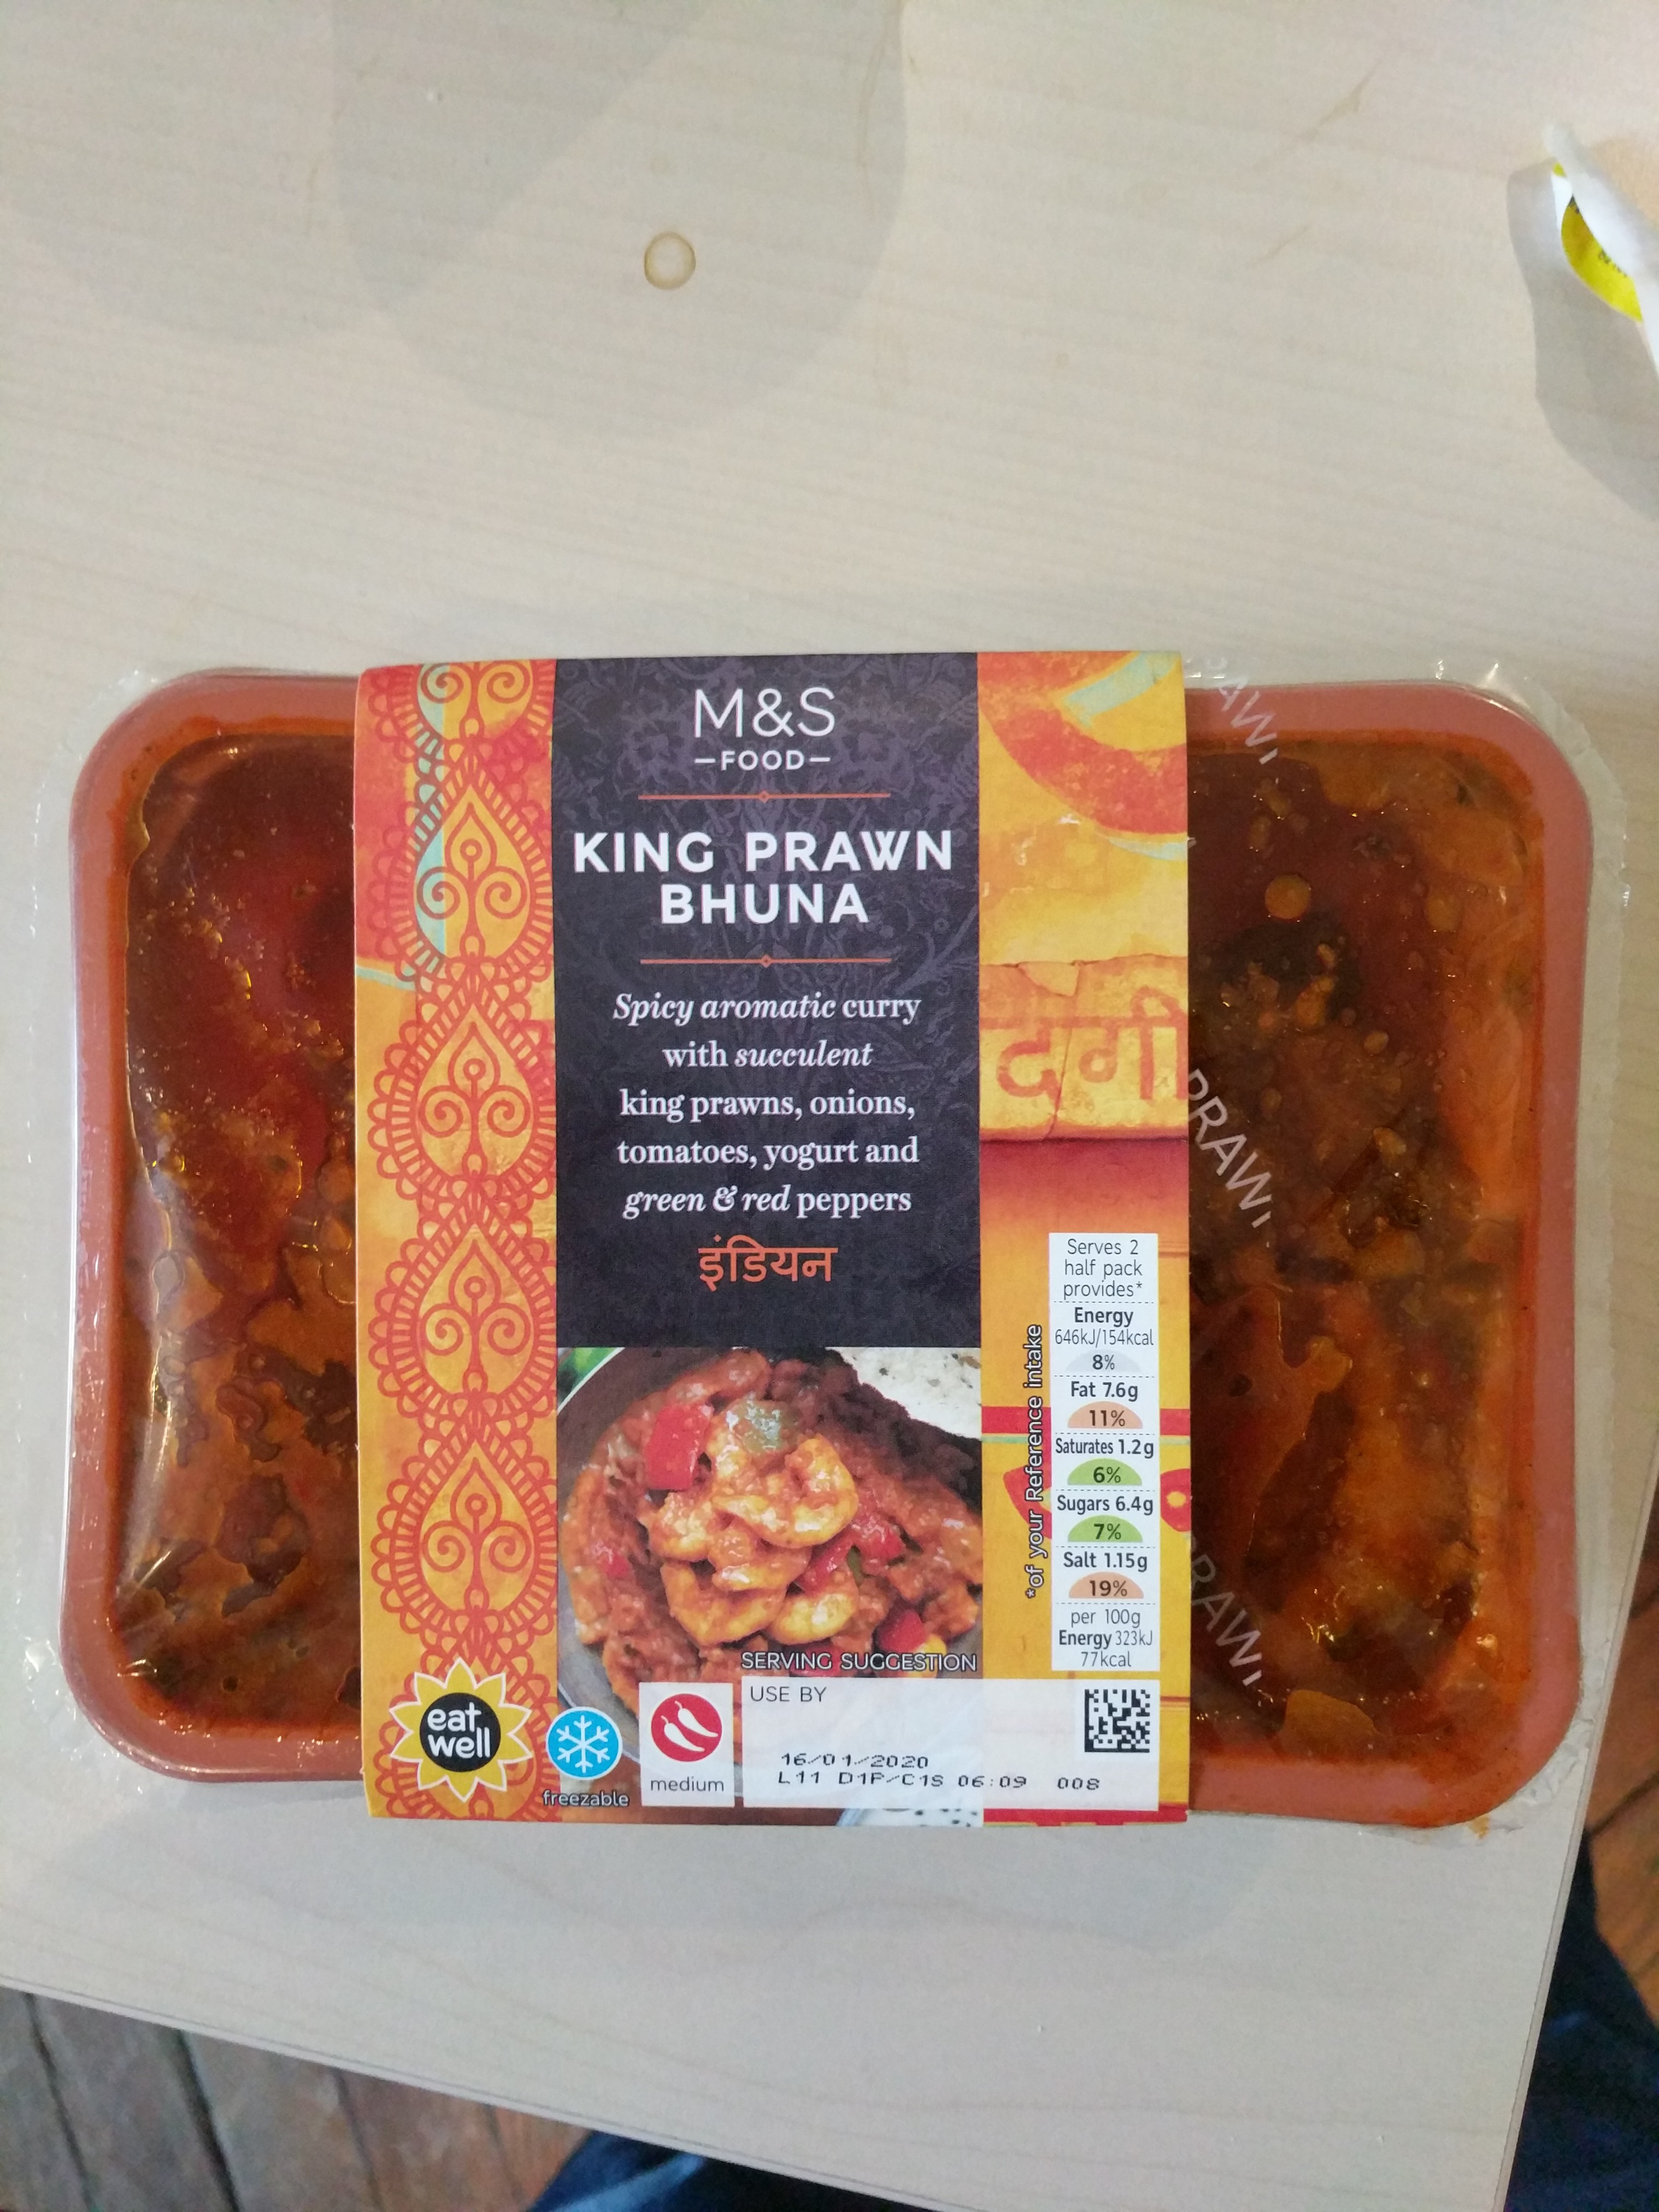 M&S
FOOD
KING PRAWN
BHUNA
Spicy aromatic curry
with succulent
king prawns, onions,
tomatoes, yogurt and
green & red peppers
इंडियन
दगी
Serves 2
half pack
provides*
Energy
646kJ/154kcal
8%
Fat 7.6g
11%
Saturates 1.2g
6%
Sugars 6.4g
7%
Salt 1.15g
19%
per 100g
Energy 323kJ
77kcal
*of your Reference intake
SERVING SUGGESTION
eat
well
freezable
medium
USE BY
16/01/2020
L11 D1P/C1S 06:09 008
PRAWN
PRAWN